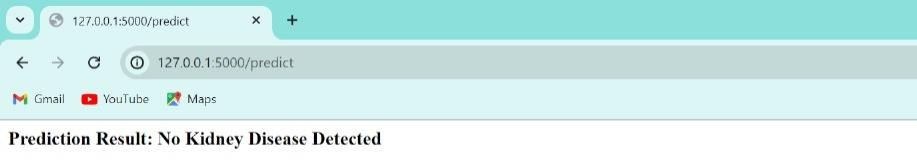 127.0.0.1:5000/predict
127.0.0.1:5000/predict
Gmail YouTube Maps
Prediction Result: No Kidney Disease Detected